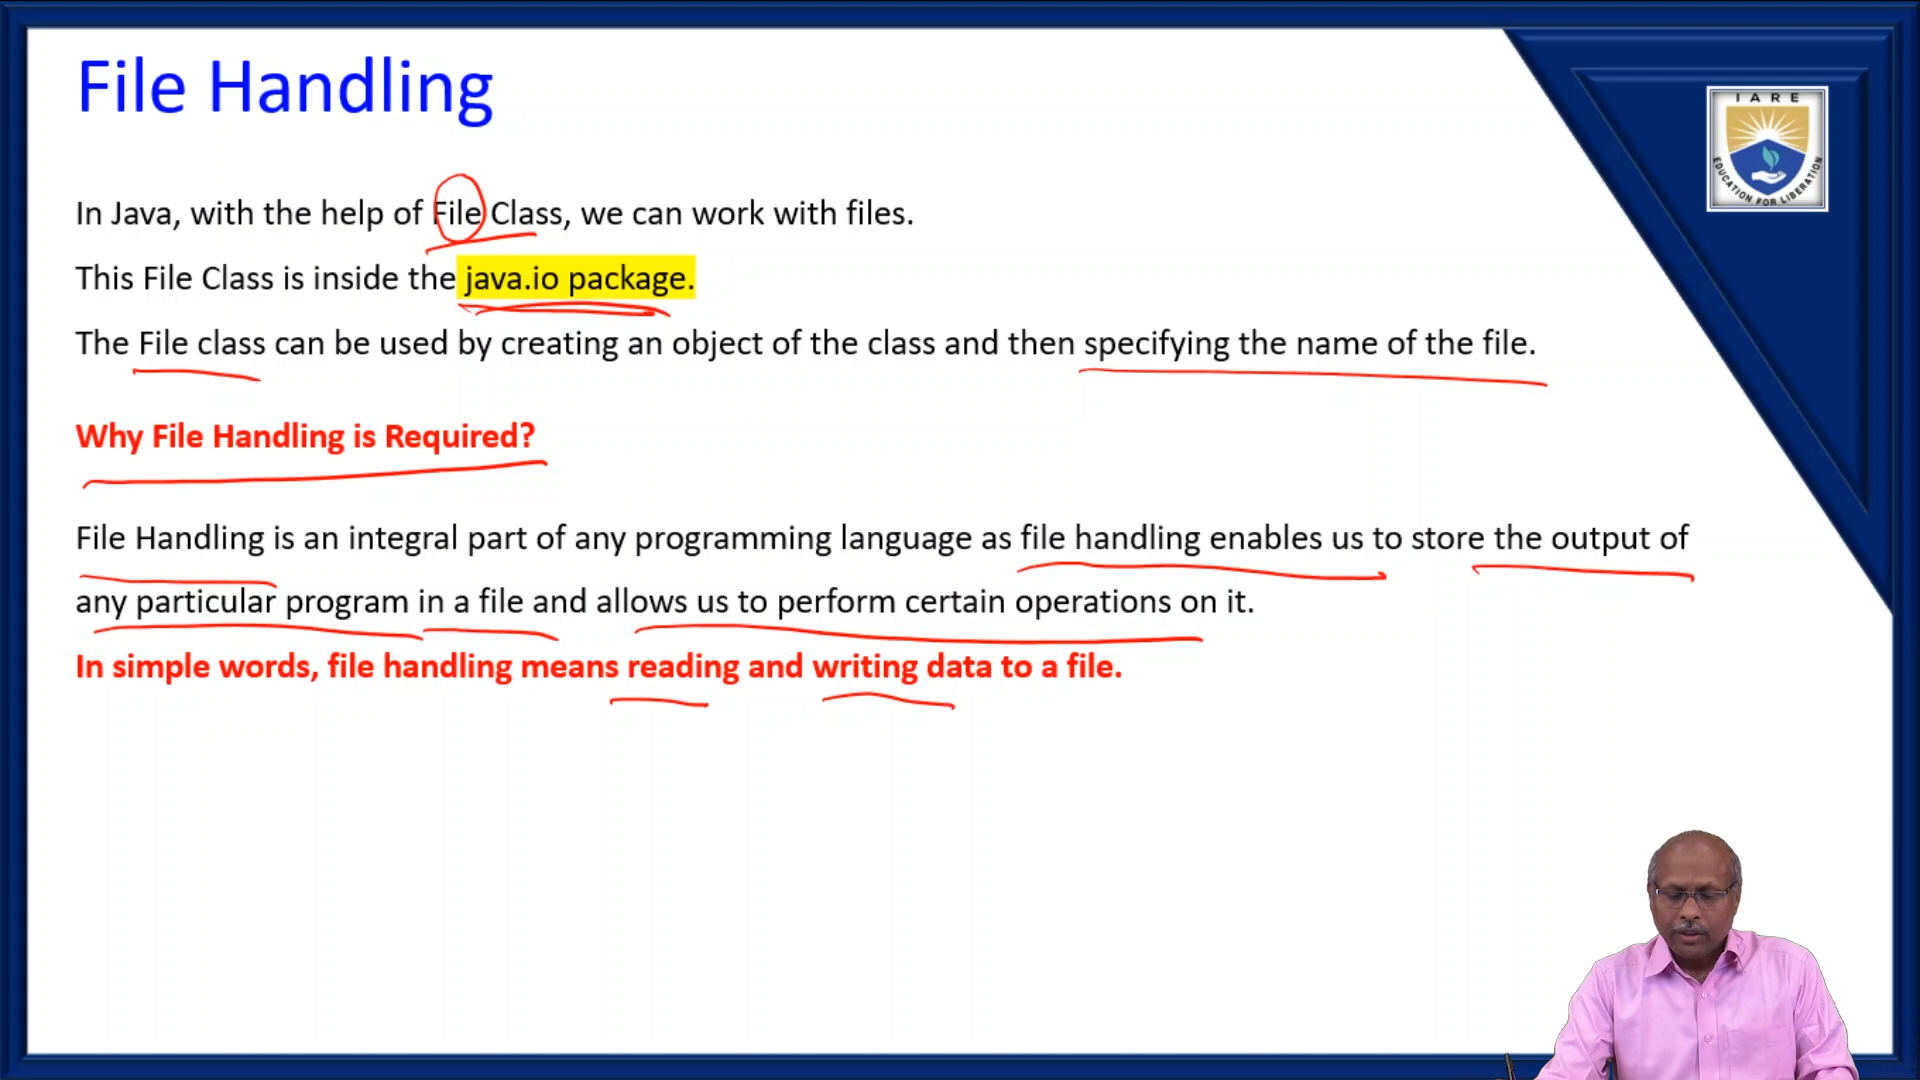 File Handling
IARE
EDUCATION FOR LIBERATION
In Java, with the help of File Class, we can work with files.
This File Class is inside the java.io package.
The File class can be used by creating an object of the class and then specifying the name of the file.
Why File Handling is Required?
File Handling is an integral part of any programming language as file handling enables us to store the output of
any particular program in a file and allows us to perform certain operations on it.
In simple words, file handling means reading and writing data to a file.